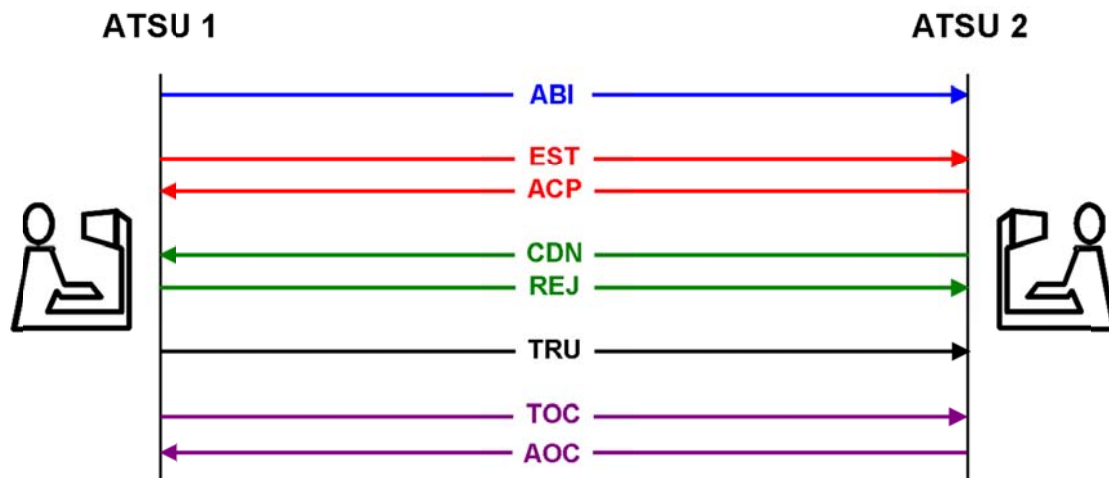 ATSU 1 ATSU 2
ABI
EST
ACP
CDN
REJ
TRU
TOC
AOC